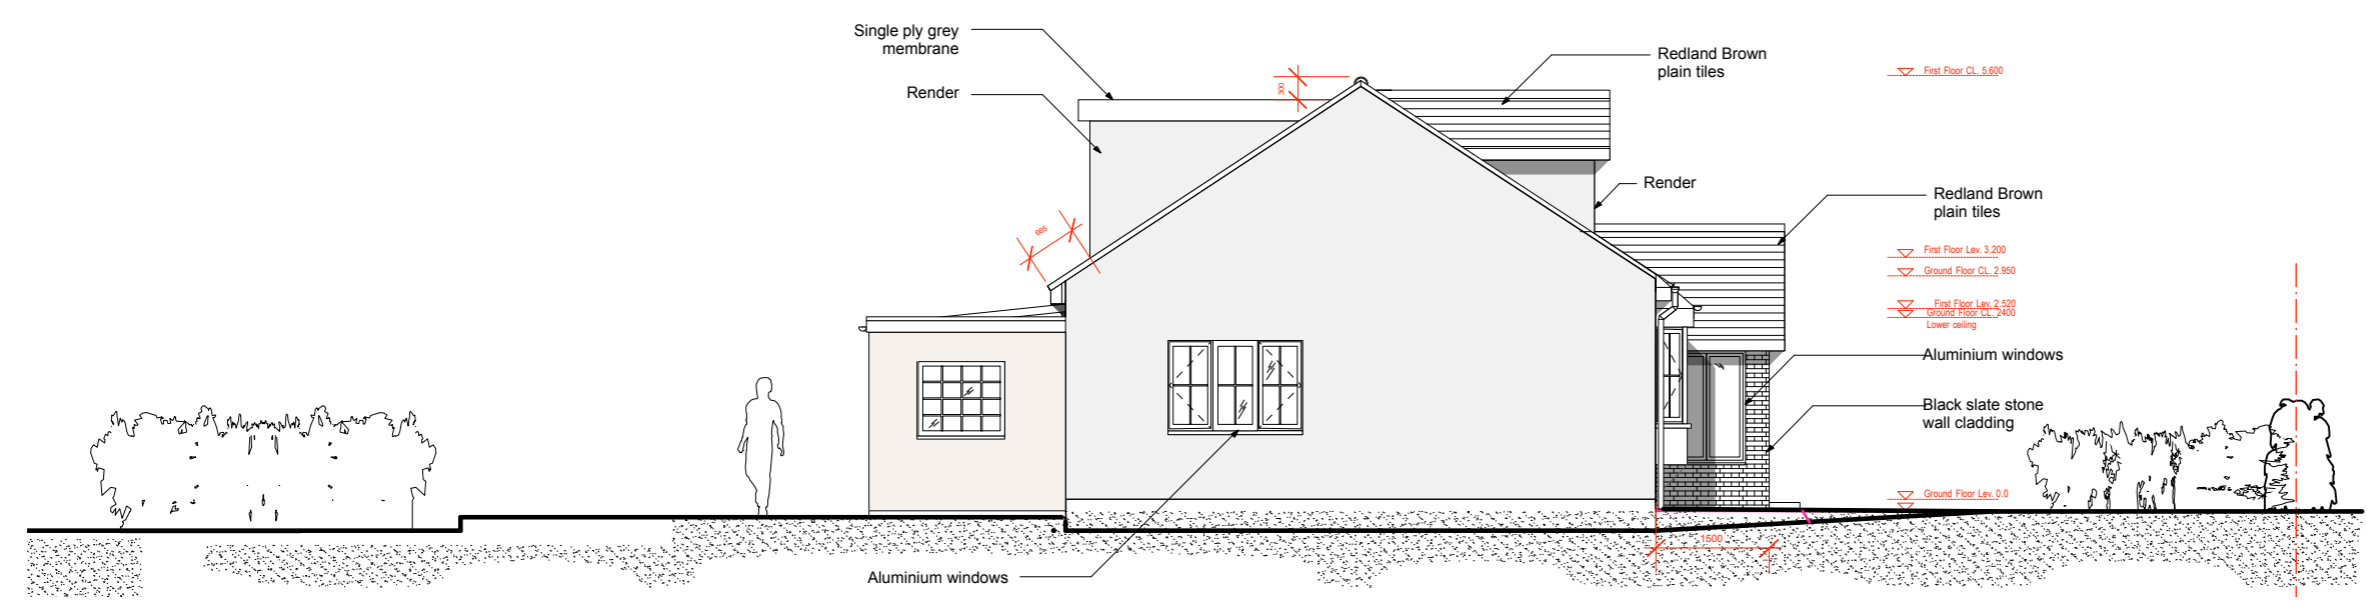 Single ply grey
membrane
Render
300
Redland Brown
plain tiles
First Floor CL. 5.600
Render
Redland Brown
plain tiles
865
First Floor Lev. 3.200
Ground Floor CL. 2.950
First Floor Lev. 2.520
Ground Floor CL. 2400
Lower ceiling
Aluminium windows
Black slate stone
wall cladding
Ground Floor Lev. 0.0
1500
Aluminium windows